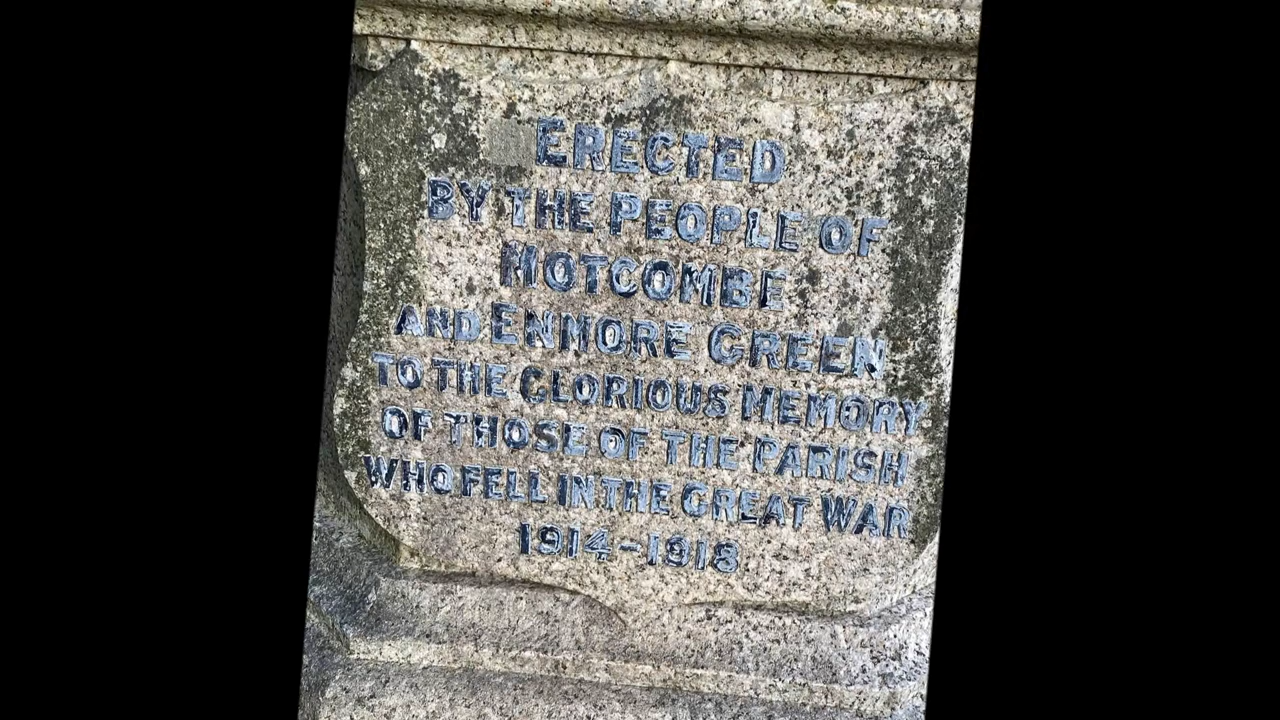 ERECTED
BY THE PEOPLE OF
MOTCOMBE
AND ENMORE GREEN
TO THE GLORIOUS MEMORY
OF THOSE OF THE PARISH
WHO FELL IN THE GREAT WAR
1914-1918